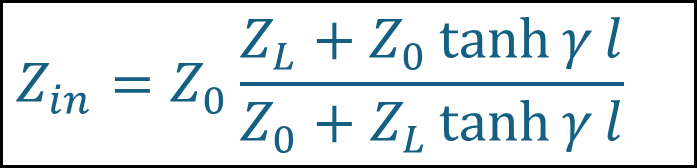 Z_in = Z_0 (Z_L + Z_0 tanh γ l) / (Z_0 + Z_L tanh γ l)